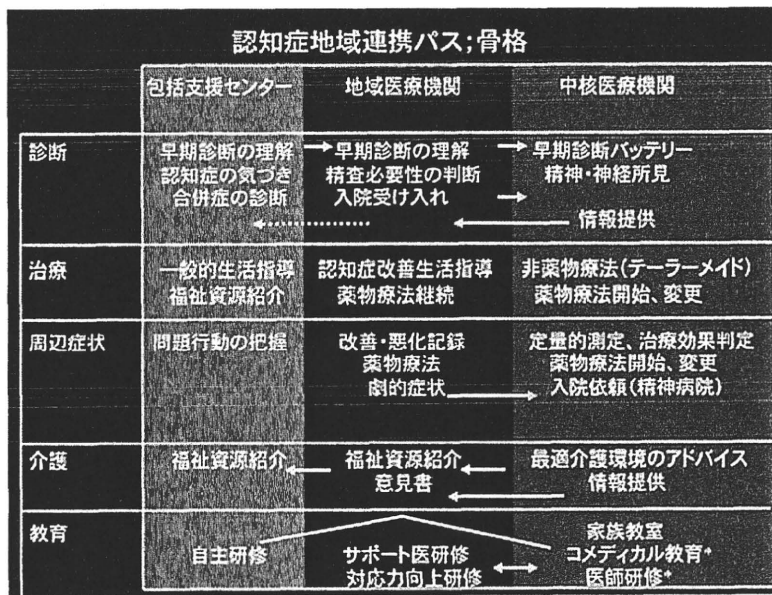 認知症地域連携パス;骨格
包括支援センター 地域医療機関 中核医療機関
診断 早期診断の理解 早期診断の理解 早期診断バッテリー
認知症の気づき 精査必要性の判断 精神・神経所見
合併症の診断 入院受け入れ
情報提供
治療 一般的生活指導 認知症改善生活指導 非薬物療法(テーラーメイド)
福祉資源紹介 薬物療法継続 薬物療法開始、変更
周辺症状 問題行動の把握 改善・悪化記録 定量的測定、治療効果判定
薬物療法 薬物療法開始、変更
劇的症状 入院依頼(精神病院)
介護 福祉資源紹介 福祉資源紹介 最適介護環境のアドバイス
意見書 情報提供
教育 家族教室
自主研修 サポート医研修 コメディカル教育*
対応力向上研修 医師研修*